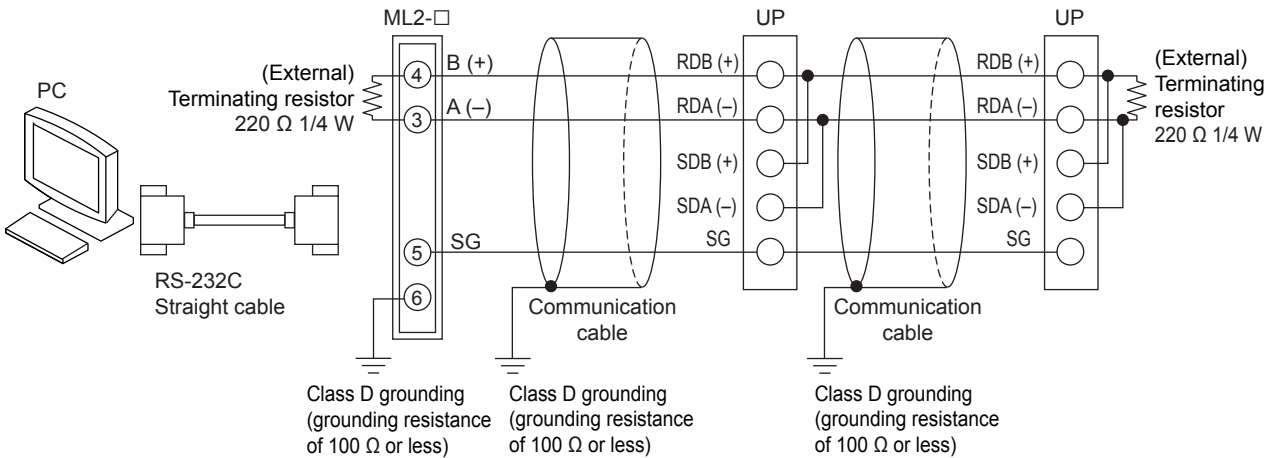 ML2-□
UP
UP
PC
(External)
Terminating resistor
220 Ω 1/4 W
4
B (+)
3
A (–)
5
SG
6
RDB (+)
RDA (–)
SDB (+)
SDA (–)
SG
RDB (+)
RDA (–)
SDB (+)
SDA (–)
SG
(External)
Terminating
resistor
220 Ω 1/4 W
RS-232C
Straight cable
Communication
cable
Communication
cable
Class D grounding
(grounding resistance
of 100 Ω or less)
Class D grounding
(grounding resistance
of 100 Ω or less)
Class D grounding
(grounding resistance
of 100 Ω or less)